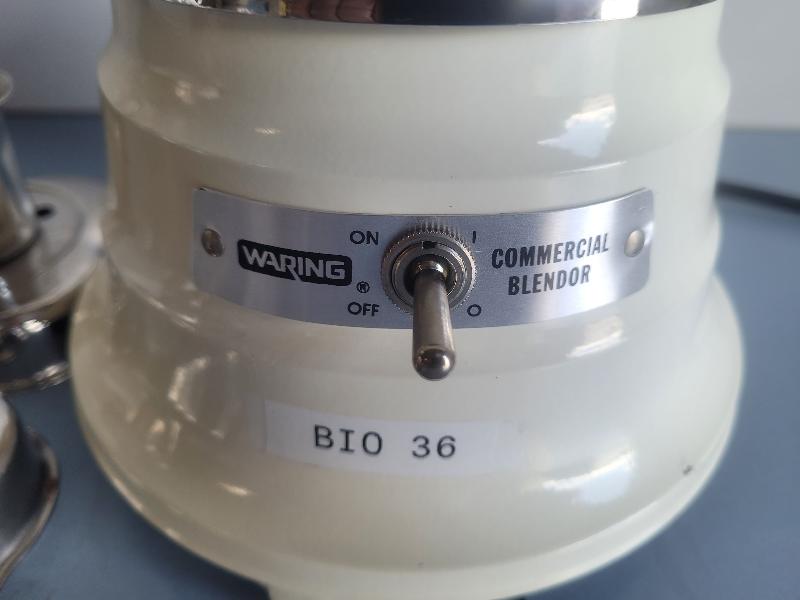 ON I
WARING ®
COMMERCIAL
BLENDOR
OFF O
BIO 36